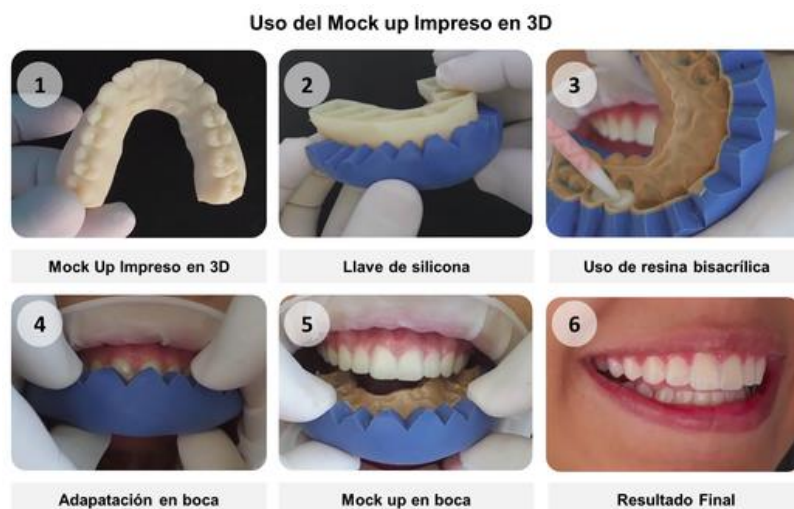 Uso del Mock up Impreso en 3D
1
2
3
Mock Up Impreso en 3D
Llave de silicona
Uso de resina bisacrílica
4
5
6
Adapatación en boca
Mock up en boca
Resultado Final